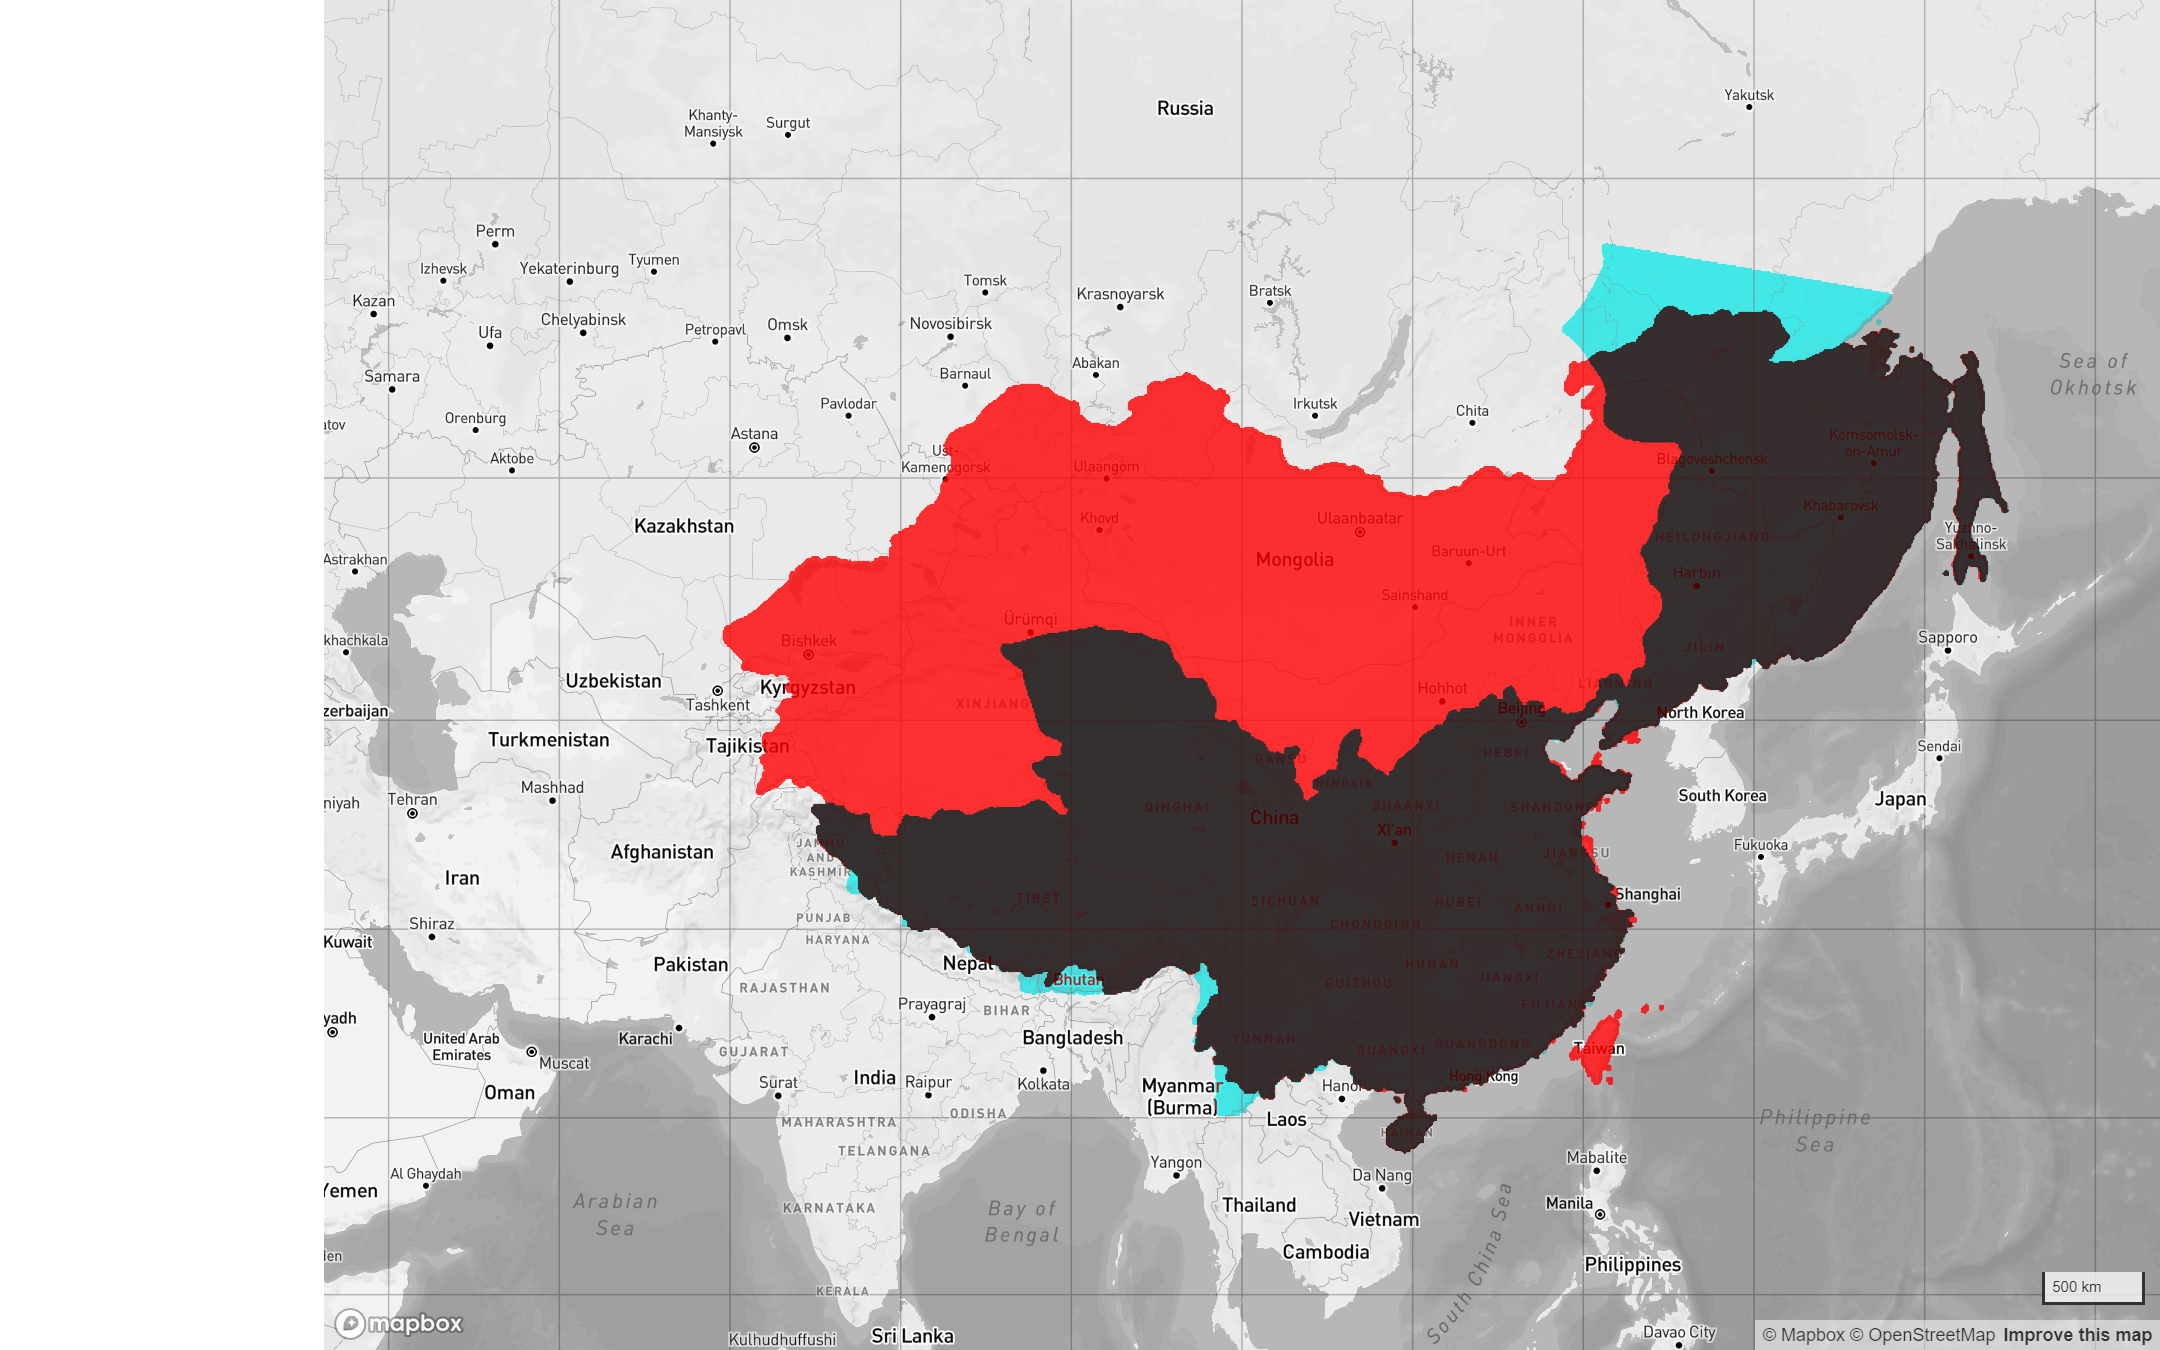 Russia
Yakutsk
Khanty-
Mansiysk
Surgut
Perm
Izhevsk
Yekaterinburg
Tyumen
Kazan
Ufa
Chelyabinsk
Petropavl
Omsk
Tomsk
Novosibirsk
Krasnoyarsk
Bratsk
Samara
Barnaul
Abakan
Sea of
Okhotsk
Orenburg
Pavlodar
Irkutsk
Chita
atov
Astana
Aktobe
Ust-
Kamenogorsk
Ulaangom
Blagoveshchensk
Komsomolsk-
on-Amur
Kazakhstan
Khovd
Ulaanbaatar
Khabarovsk
Mongolia
Baruun-Urt
HEILONGJIANG
Yuzhno-
Sakhalinsk
Astrakhan
Harbin
Sainshand
khachkala
Bishkek
Ürümqi
INNER
MONGOLIA
JILIN
Sapporo
Uzbekistan
Kyrgyzstan
Tashkent
XINJIANG
Hohhot
LIAONING
zerbaijan
Beijing
North Korea
Turkmenistan
Tajikistan
GANSU
HEBEI
Sendai
Mashhad
NINGXIA
Tehran
niyah
QINGHAI
China
SHAANXI
SHANDONG
South Korea
Japan
Xi'an
Afghanistan
JAMMU
AND
KASHMIR
HENAN
JIANGSU
Fukuoka
Iran
TIBET
SICHUAN
HUBEI
ANHUI
Shanghai
Shiraz
PUNJAB
CHONGQING
Kuwait
HARYANA
Pakistan
Nepal
HUNAN
ZHEJIANG
Bhutan
GUIZHOU
JIANGXI
RAJASTHAN
Prayagraj
BIHAR
FUJIAN
yadh
United Arab
Emirates
Karachi
Bangladesh
YUNNAN
GUANGXI
GUANGDONG
Taiwan
Muscat
GUJARAT
Oman
Surat
India
Raipur
Kolkata
Myanmar
(Burma)
Hanoi
Hong Kong
ODISHA
Laos
MAHARASHTRA
HAINAN
Philippine
Sea
TELANGANA
Yangon
Da Nang
Mabalite
Al Ghaydah
Yemen
Arabian
Sea
KARNATAKA
Bay of
Bengal
Thailand
Vietnam
Manila
South China Sea
Cambodia
Philippines
KERALA
500 km
mapbox
Kulhudhuffushi
Sri Lanka
Davao City
© Mapbox © OpenStreetMap Improve this map